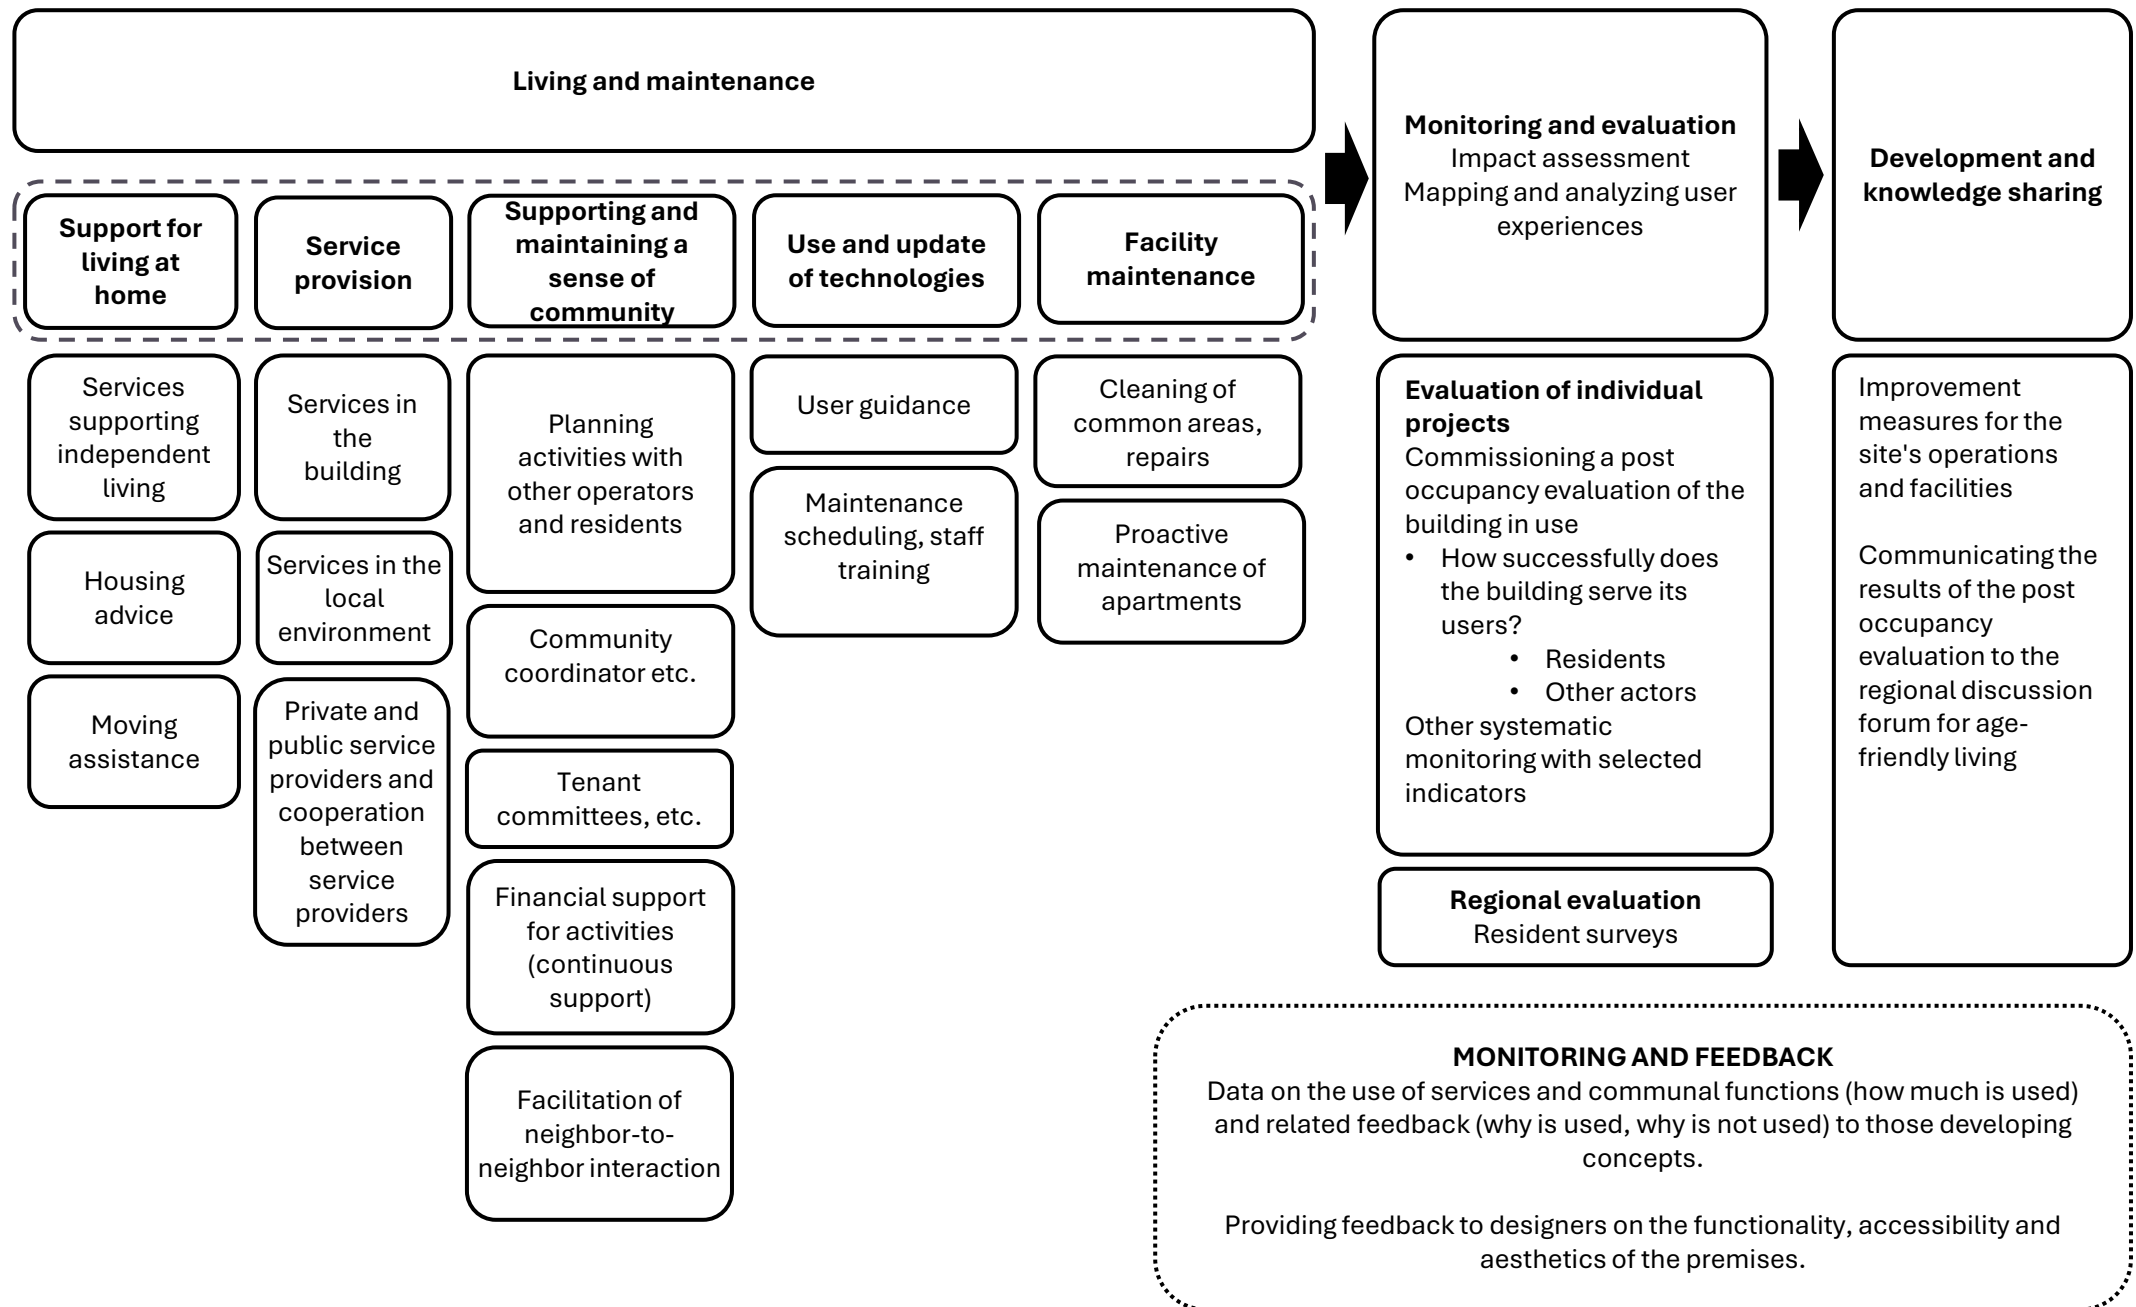 Living and maintenance
Support for
living at
home
Services
supporting
independent
living
Housing
advice
Moving
assistance
Service
provision
Services in
the
building
Services in the
local
environment
Private and
public service
providers and
cooperation
between
service
providers
Supporting and
maintaining a
sense of
community
Planning
activities with
other operators
and residents
Community
coordinator etc.
Tenant
committees, etc.
Financial support
for activities
(continuous
support)
Facilitation of
neighbor-to-
neighbor interaction
Use and update
of technologies
User guidance
Maintenance
scheduling, staff
training
Facility
maintenance
Cleaning of
common areas,
repairs
Proactive
maintenance of
apartments
Monitoring and evaluation
Impact assessment
Mapping and analyzing user
experiences
Evaluation of individual
projects
Commissioning a post
occupancy evaluation of the
building in use
• How successfully does
the building serve its
users?
• Residents
• Other actors
Other systematic
monitoring with selected
indicators
Regional evaluation
Resident surveys
Development and
knowledge sharing
Improvement
measures for the
site's operations
and facilities
Communicating the
results of the post
occupancy
evaluation to the
regional discussion
forum for age-
friendly living
MONITORING AND FEEDBACK
Data on the use of services and communal functions (how much is used)
and related feedback (why is used, why is not used) to those developing
concepts.
Providing feedback to designers on the functionality, accessibility and
aesthetics of the premises.